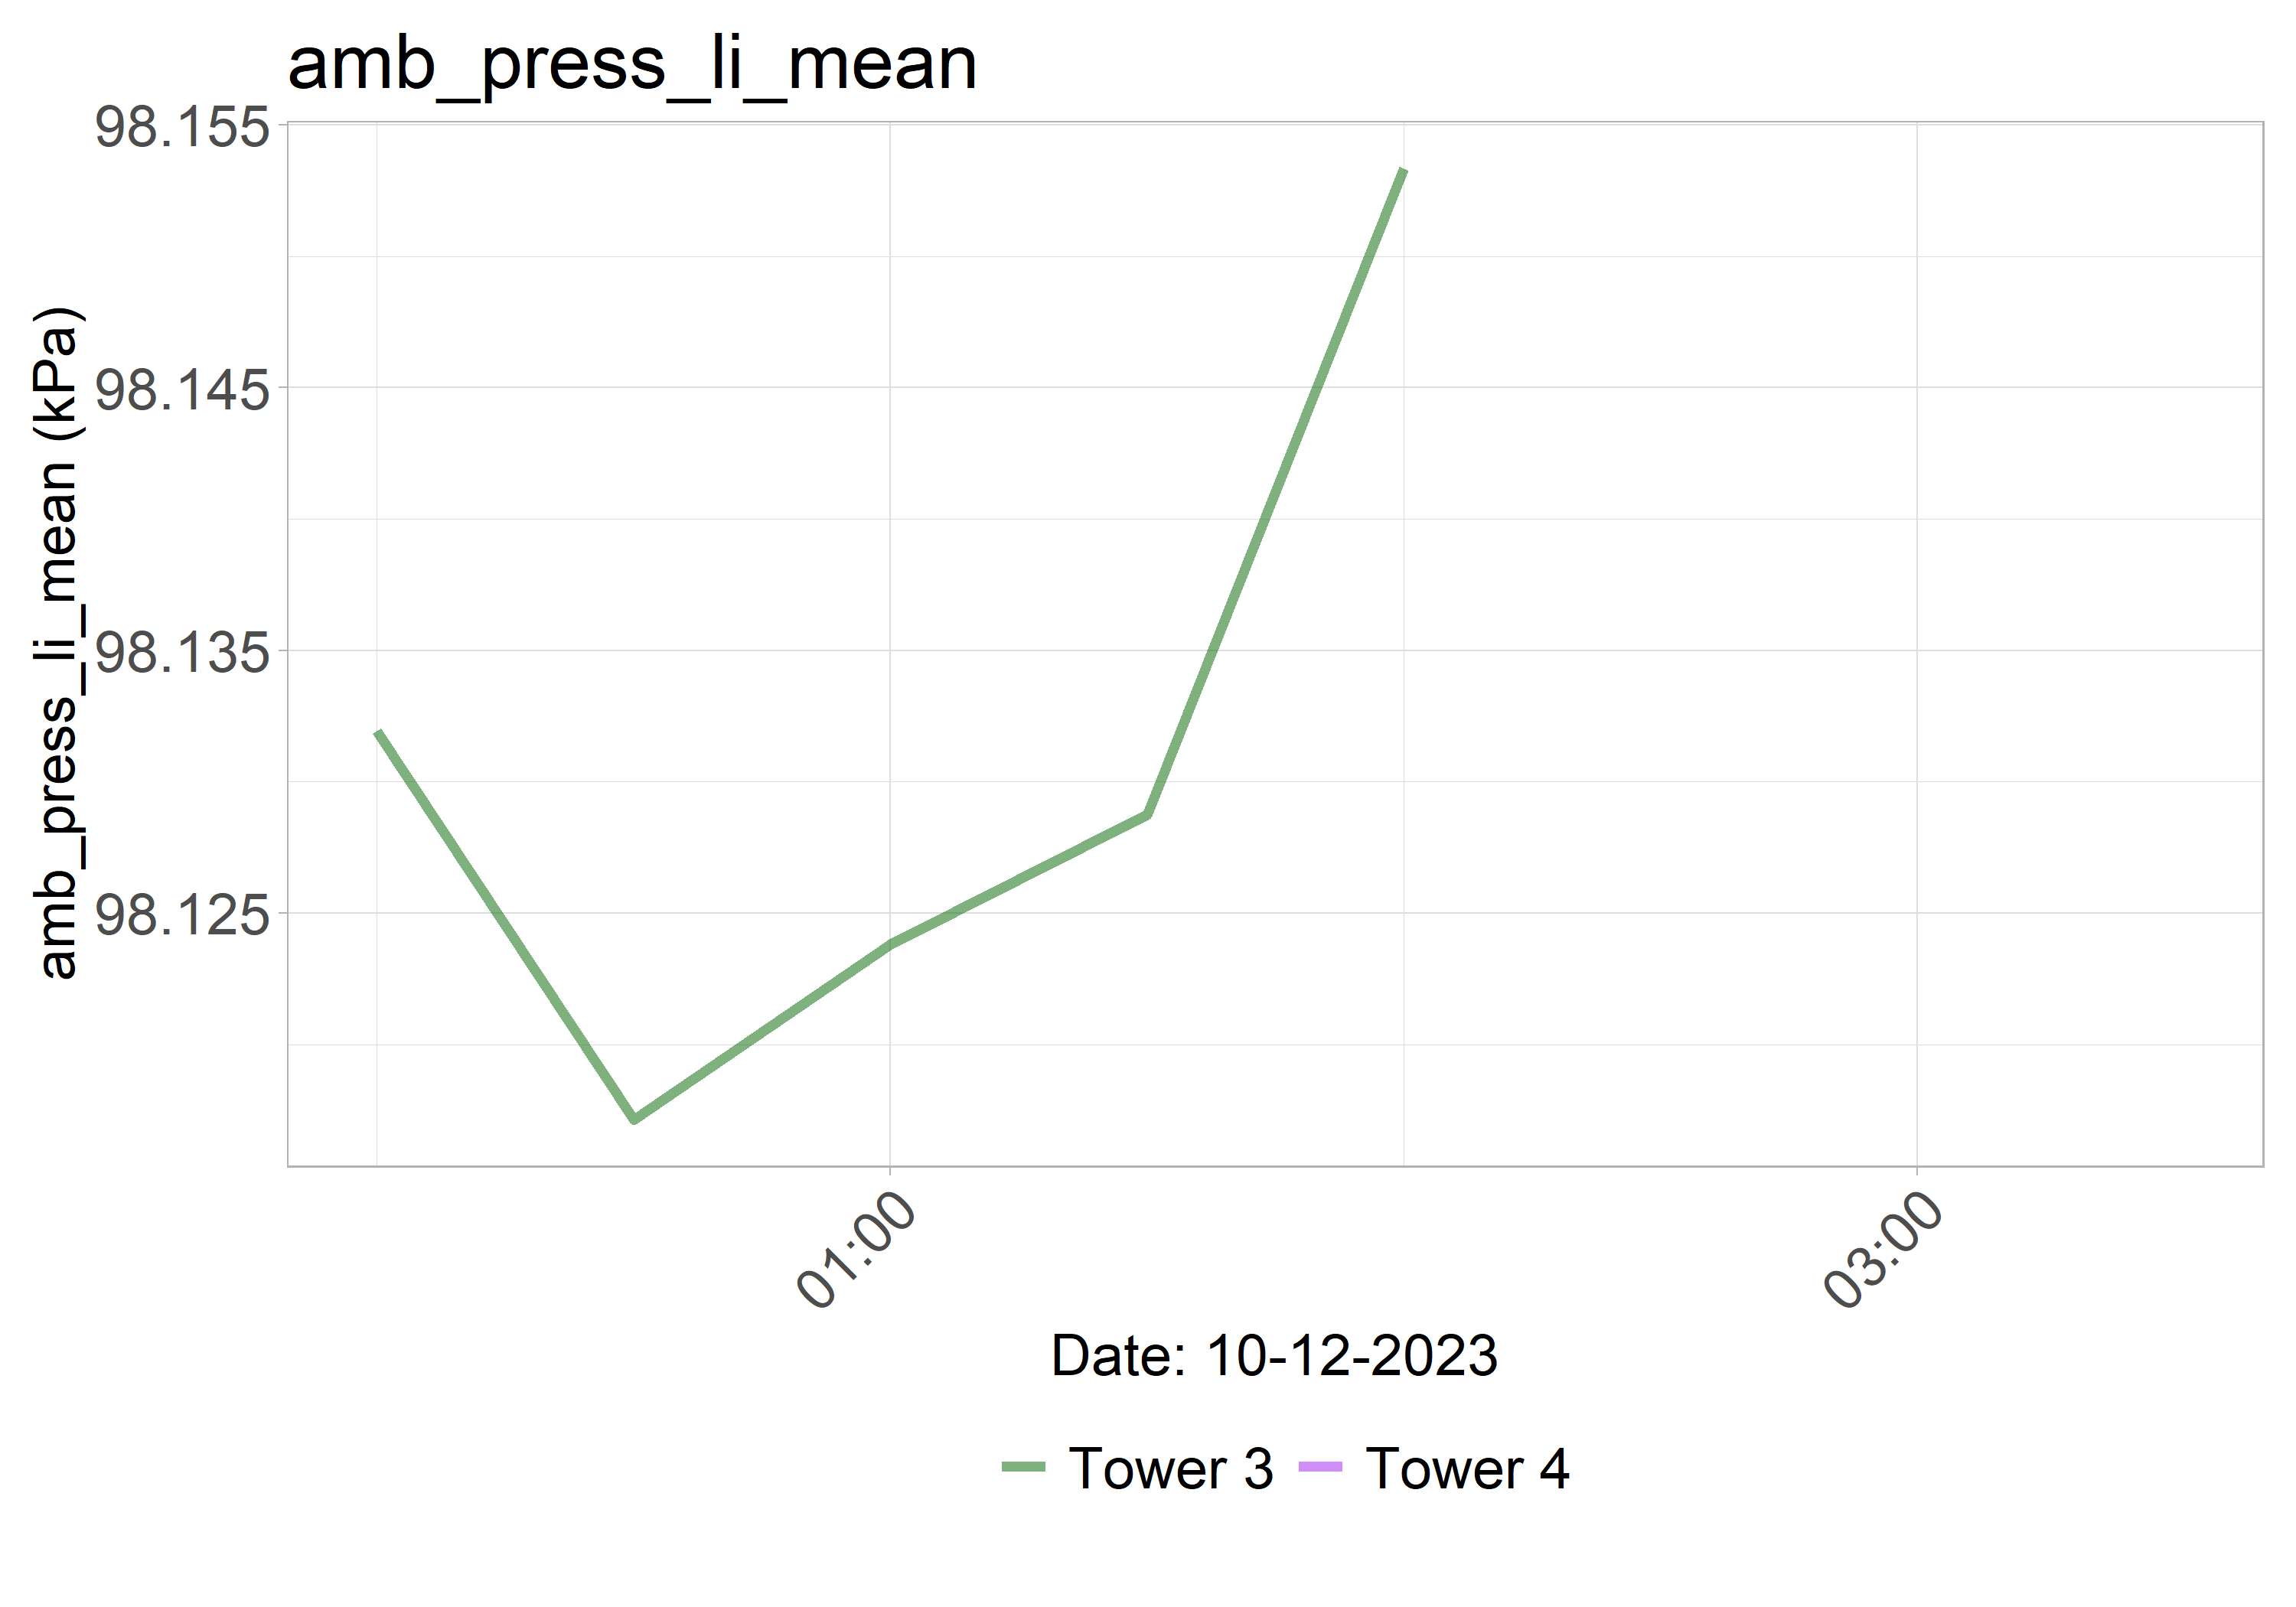 amb_press_li_mean
amb_press_li_mean (kPa)
98.155
98.145
98.135
98.125
01:00
03:00
Date: 10-12-2023
Tower 3 Tower 4